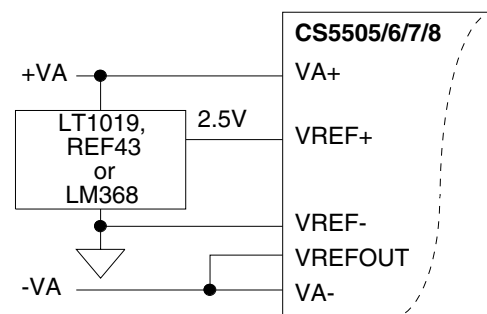 CS5505/6/7/8
+VA
VA+
LT1019,
REF43
or
LM368
2.5V
VREF+
VREF-
VREFOUT
-VA
VA-